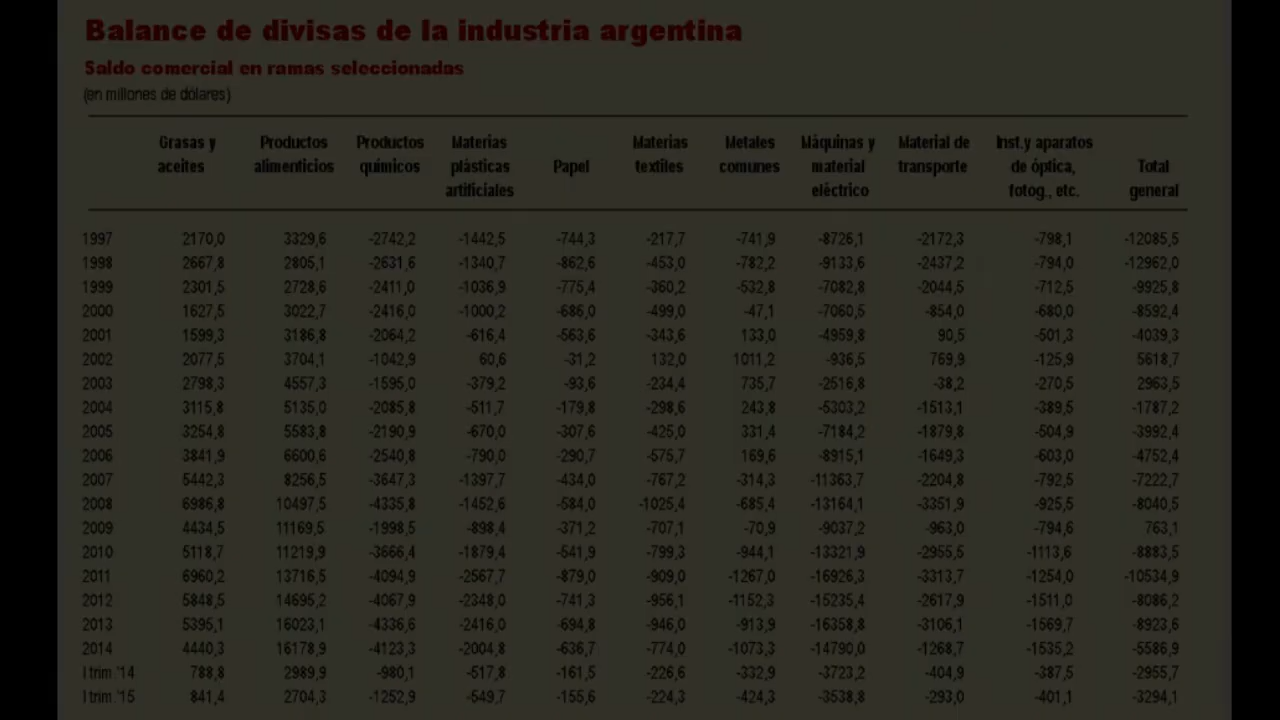 Balance de divisas de la industria argentina
Saldo comercial en ramas seleccionadas
(en millones de dólares)
Grasas y Productos Productos Materias Materias Metales Máquinas y Material de Inst.y aparatos
aceites alimenticios químicos plásticas Papel textiles comunes material transporte de óptica, Total
artificiales eléctrico fotog., etc. general
1997 2170,0 3329,6 -2742,2 -1442,5 -744,3 -217,7 -741,9 -8726,1 -2172,3 -798,1 -12085,5
1998 2667,8 2805,1 -2631,6 -1340,7 -862,6 -453,0 -782,2 -9133,6 -2437,2 -794,0 -12962,0
1999 2301,5 2728,6 -2411,0 -1036,9 -775,4 -360,2 -532,8 -7082,8 -2044,5 -712,5 -9925,8
2000 1627,5 3022,7 -2416,0 -1000,2 -686,0 -499,0 -47,1 -7060,5 -854,0 -680,0 -8592,4
2001 1599,3 3186,8 -2064,2 -616,4 -563,6 -343,6 133,0 -4959,8 90,5 -501,3 -4039,3
2002 2077,5 3704,1 -1042,9 60,6 -31,2 132,0 1011,2 -936,5 769,9 -125,9 5618,7
2003 2798,3 4557,3 -1595,0 -379,2 -93,6 -234,4 735,7 -2516,8 -38,2 -270,5 2963,5
2004 3115,8 5135,0 -2085,8 -511,7 -179,8 -298,6 243,8 -5303,2 -1513,1 -389,5 -1787,2
2005 3254,8 5583,8 -2190,9 -670,0 -307,6 -425,0 331,4 -7184,2 -1879,8 -504,9 -3992,4
2006 3841,9 6600,6 -2540,8 -790,0 -290,7 -575,7 169,6 -8915,1 -1649,3 -603,0 -4752,4
2007 5442,3 8256,5 -3647,3 -1397,7 -434,0 -767,2 -314,3 -11363,7 -2204,8 -792,5 -7222,7
2008 6986,8 10497,5 -4335,8 -1452,6 -584,0 -1025,4 -685,4 -13164,1 -3351,9 -925,5 -8040,5
2009 4434,5 11169,5 -1998,5 -898,4 -371,2 -707,1 -70,9 -9037,2 -963,0 -794,6 763,1
2010 5118,7 11219,9 -3666,4 -1879,4 -541,9 -799,3 -944,1 -13321,9 -2955,5 -1113,6 -8883,5
2011 6960,2 13716,5 -4094,9 -2567,7 -879,0 -909,0 -1267,0 -16926,3 -3313,7 -1254,0 -10534,9
2012 5848,5 14695,2 -4067,9 -2348,0 -741,3 -956,1 -1152,3 -15235,4 -2617,9 -1511,0 -8086,2
2013 5395,1 16023,1 -4336,6 -2416,0 -694,8 -946,0 -913,9 -16358,8 -3106,1 -1569,7 -8923,6
2014 4440,3 16178,9 -4123,3 -2004,8 -636,7 -774,0 -1073,3 -14790,0 -1268,7 -1535,2 -5586,9
I trim.'14 788,8 2989,9 -980,1 -517,8 -161,5 -226,6 -332,9 -3723,2 -404,9 -387,5 -2955,7
I trim.'15 841,4 2704,3 -1252,9 -549,7 -155,6 -224,3 -424,3 -3538,8 -293,0 -401,1 -3294,1